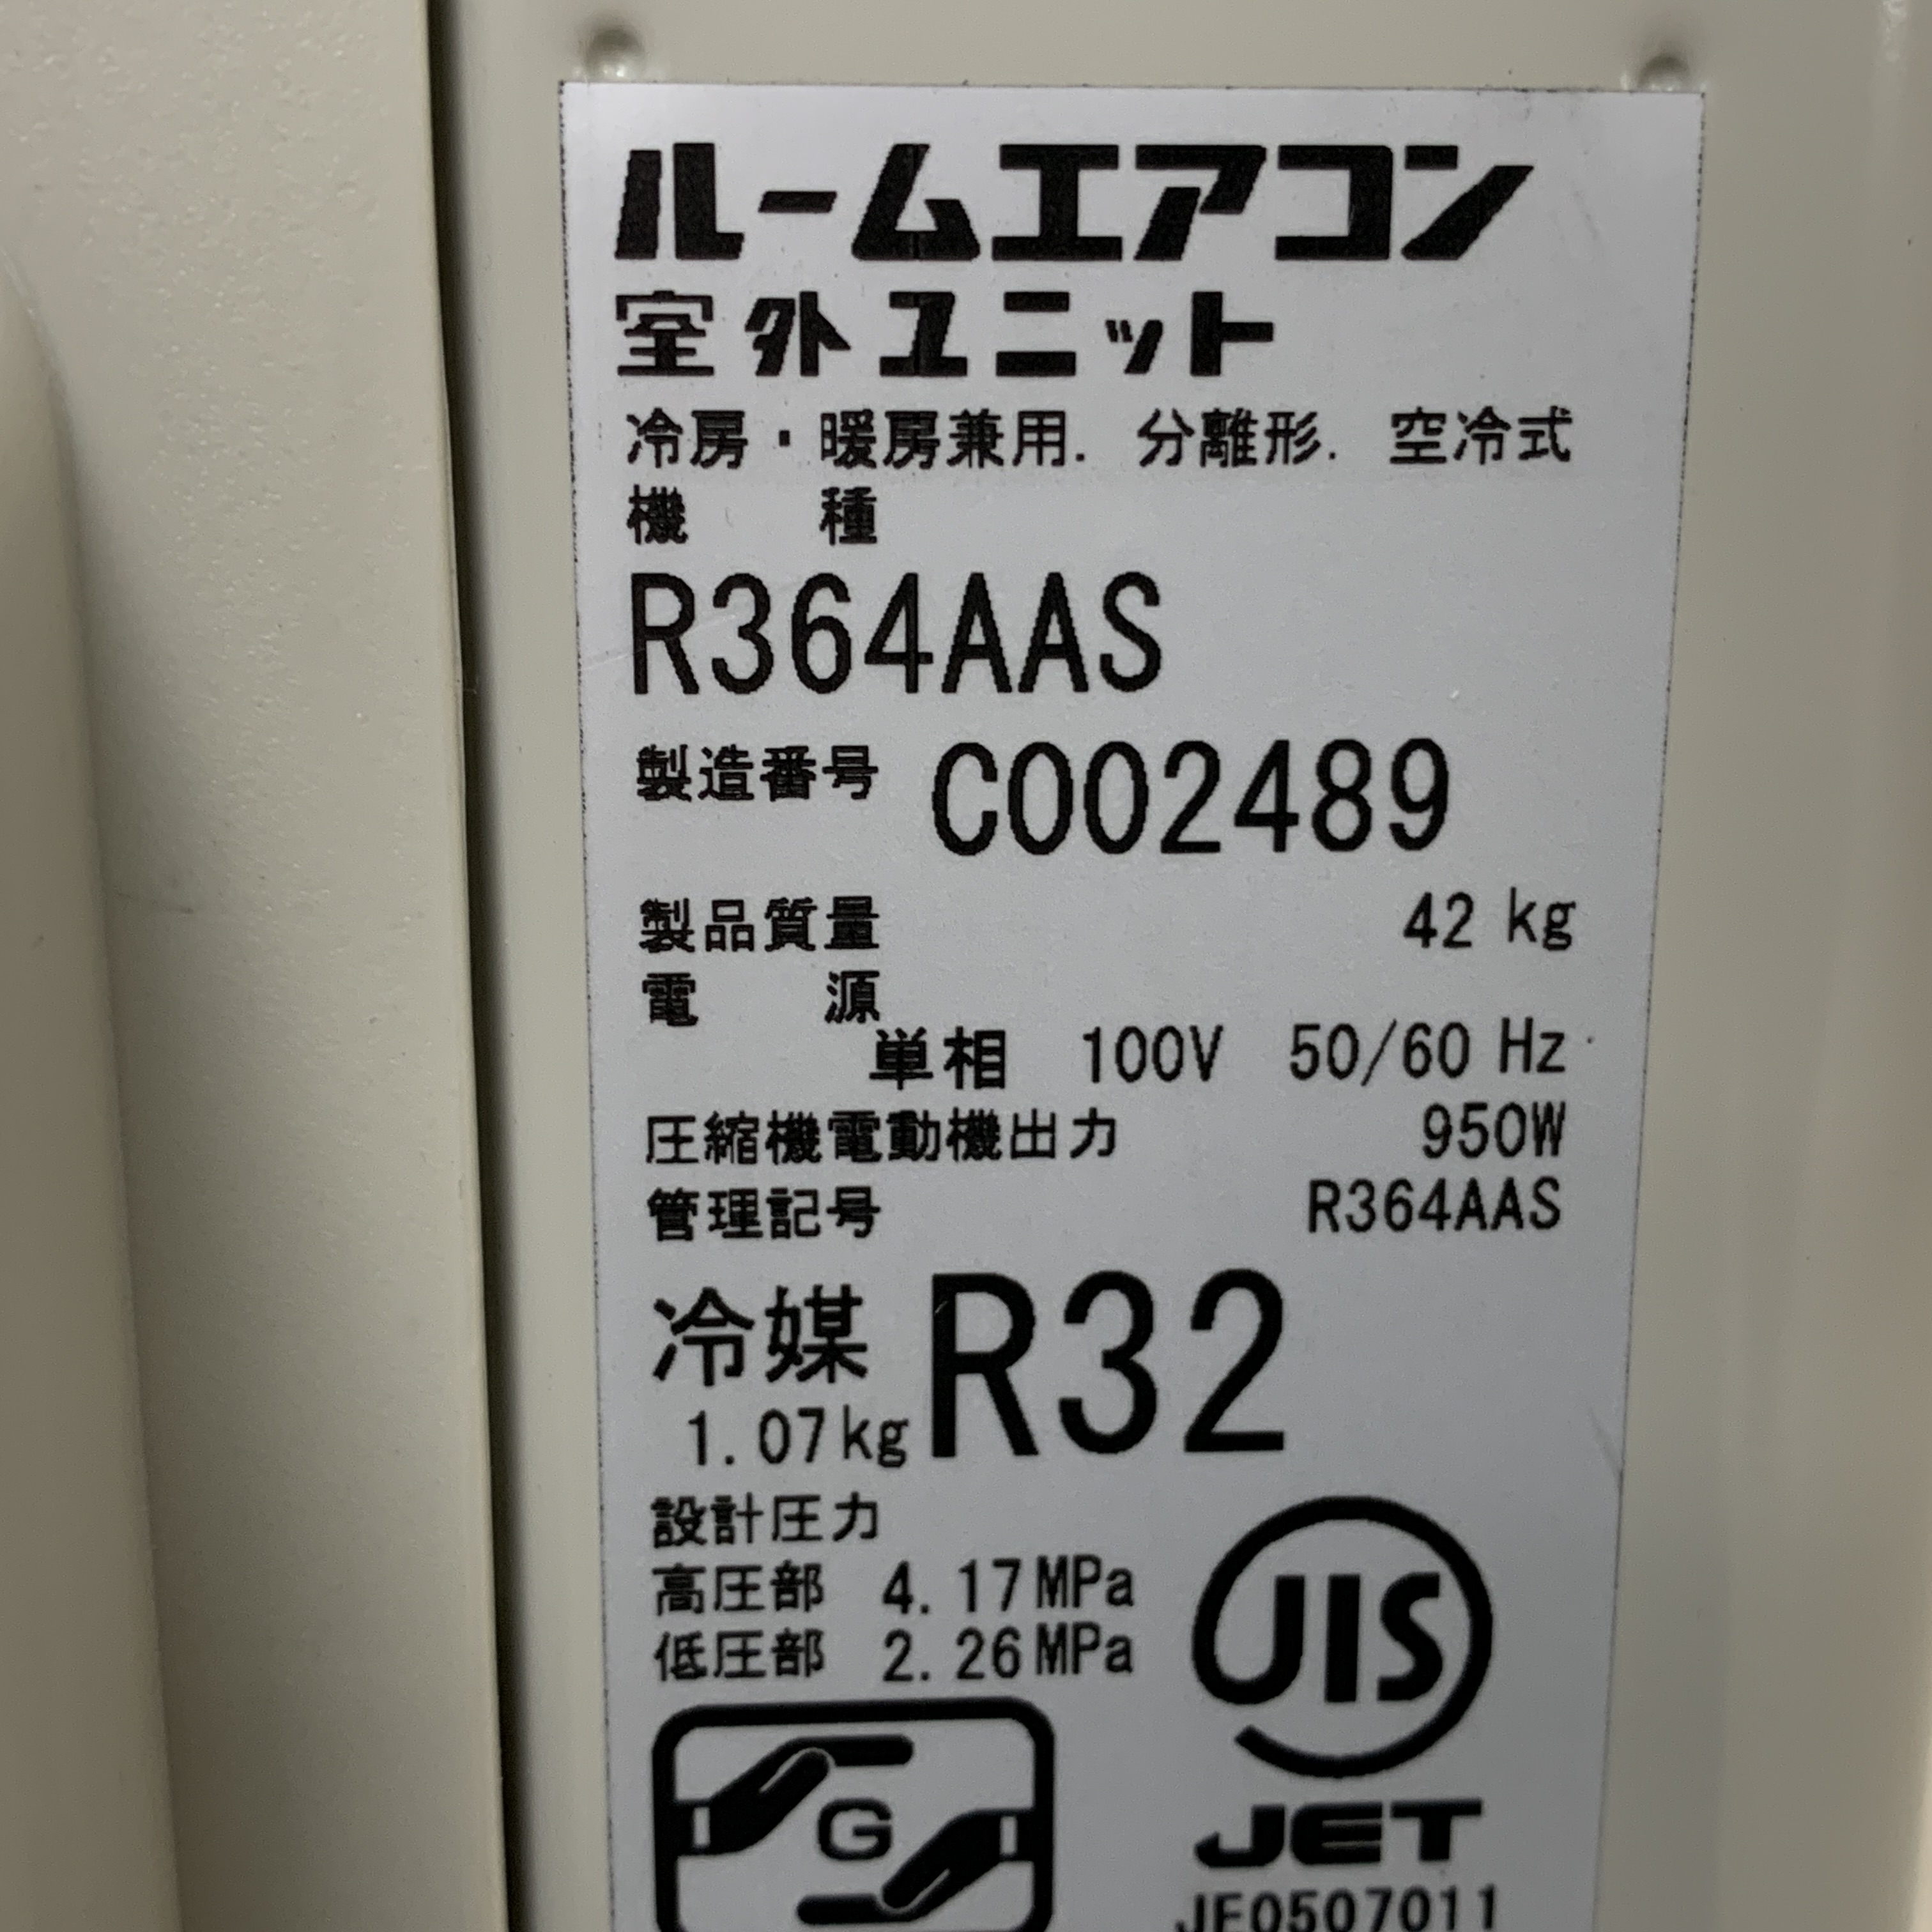 ルームエアコン
室外ユニット
冷房・暖房兼用. 分離形. 空冷式
機 種
R364AAS
製造番号 C002489
製品質量 42 kg
電 源
単相 100V 50/60 Hz
圧縮機電動機出力 950W
管理記号 R364AAS
冷媒 R32
1.07kg
設計圧力
高圧部 4.17MPa
低圧部 2.26MPa
JIS
G
JET
JE0507011